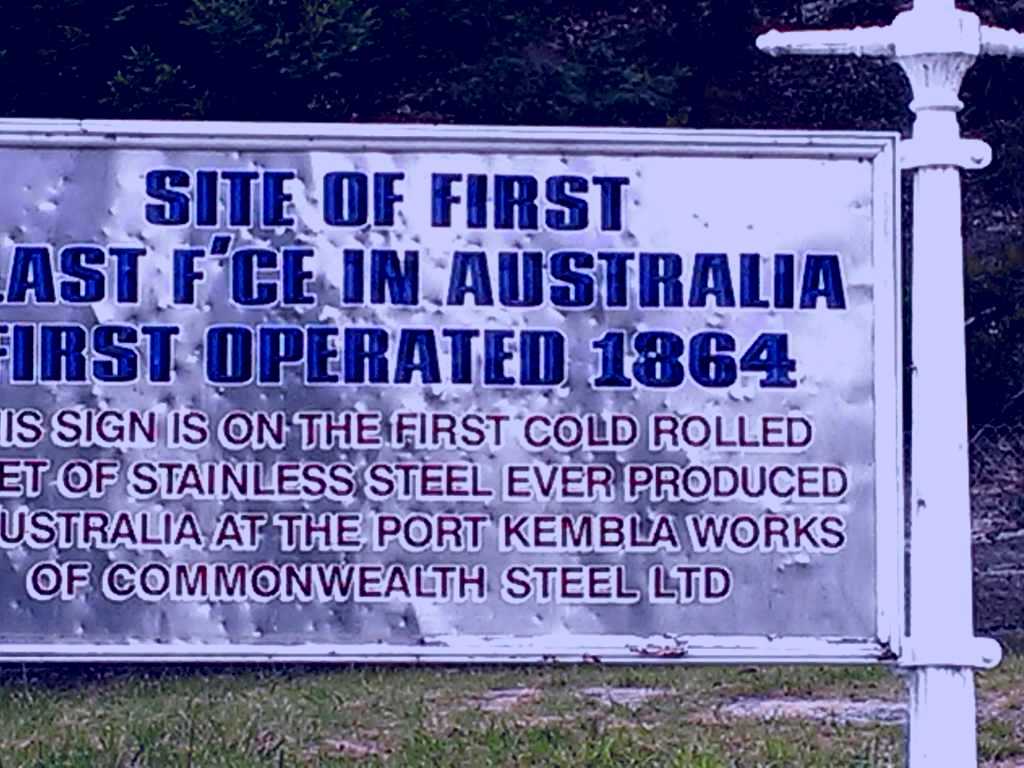 SITE OF FIRST
LAST F'CE IN AUSTRALIA
FIRST OPERATED 1864
IS SIGN IS ON THE FIRST COLD ROLLED
ET OF STAINLESS STEEL EVER PRODUCED
USTRALIA AT THE PORT KEMBLA WORKS
OF COMMONWEALTH STEEL LTD